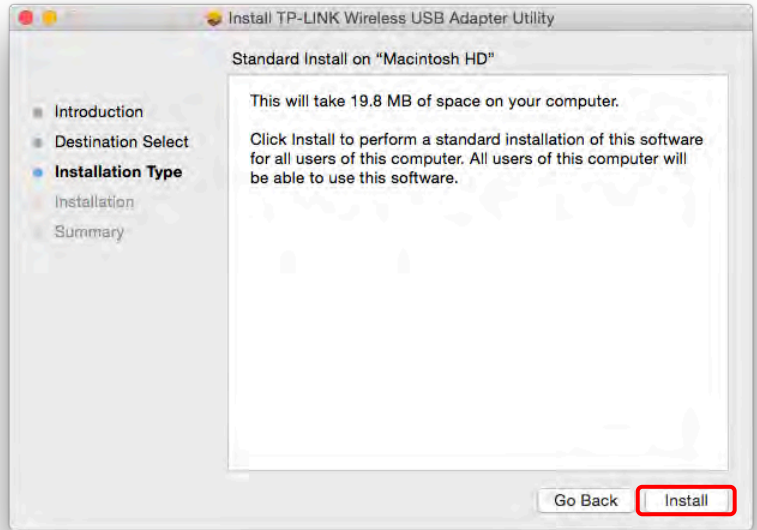 Install TP-LINK Wireless USB Adapter Utility
Standard Install on “Macintosh HD”
Introduction
Destination Select
Installation Type
Installation
Summary
This will take 19.8 MB of space on your computer.
Click Install to perform a standard installation of this software
for all users of this computer. All users of this computer will
be able to use this software.
Go Back
Install